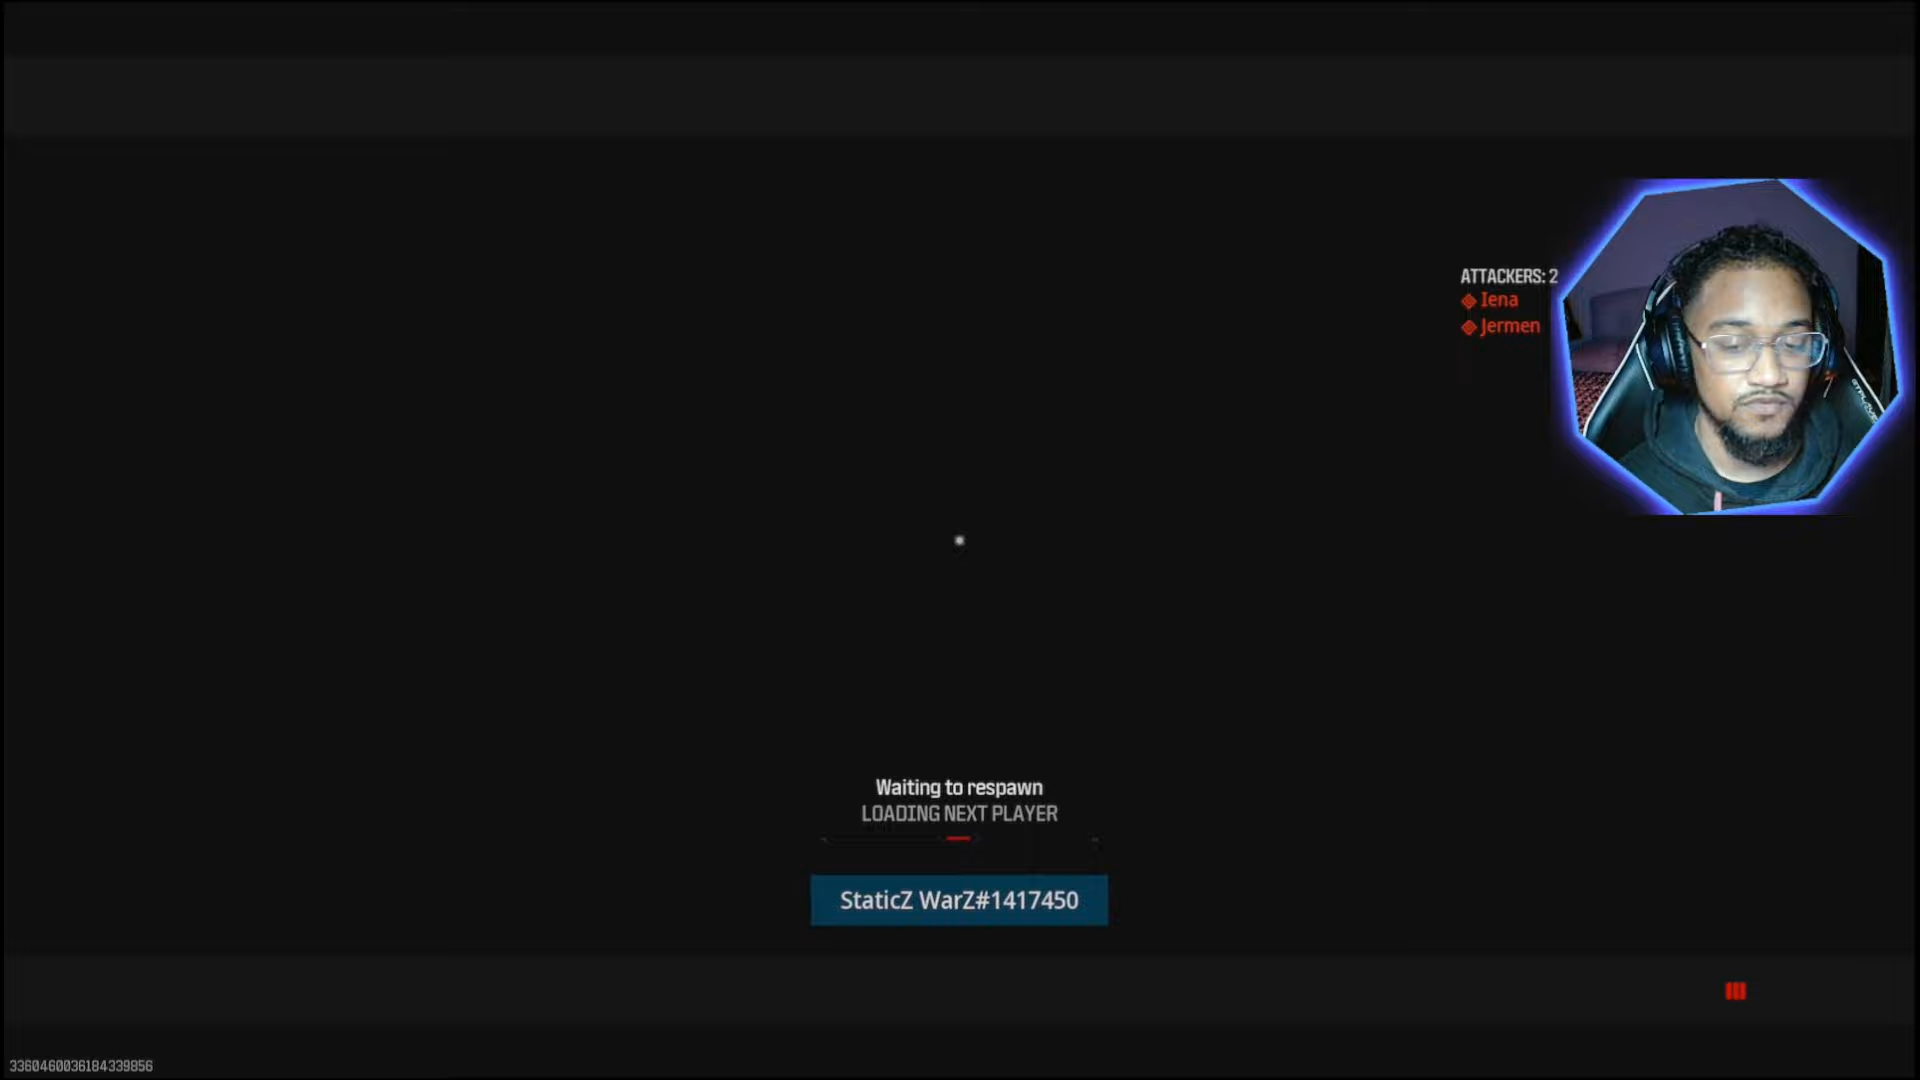 ATTACKERS: 2
Iena
Jermen
Waiting to respawn
LOADING NEXT PLAYER
StaticZ WarZ#1417450
3360460036184339856